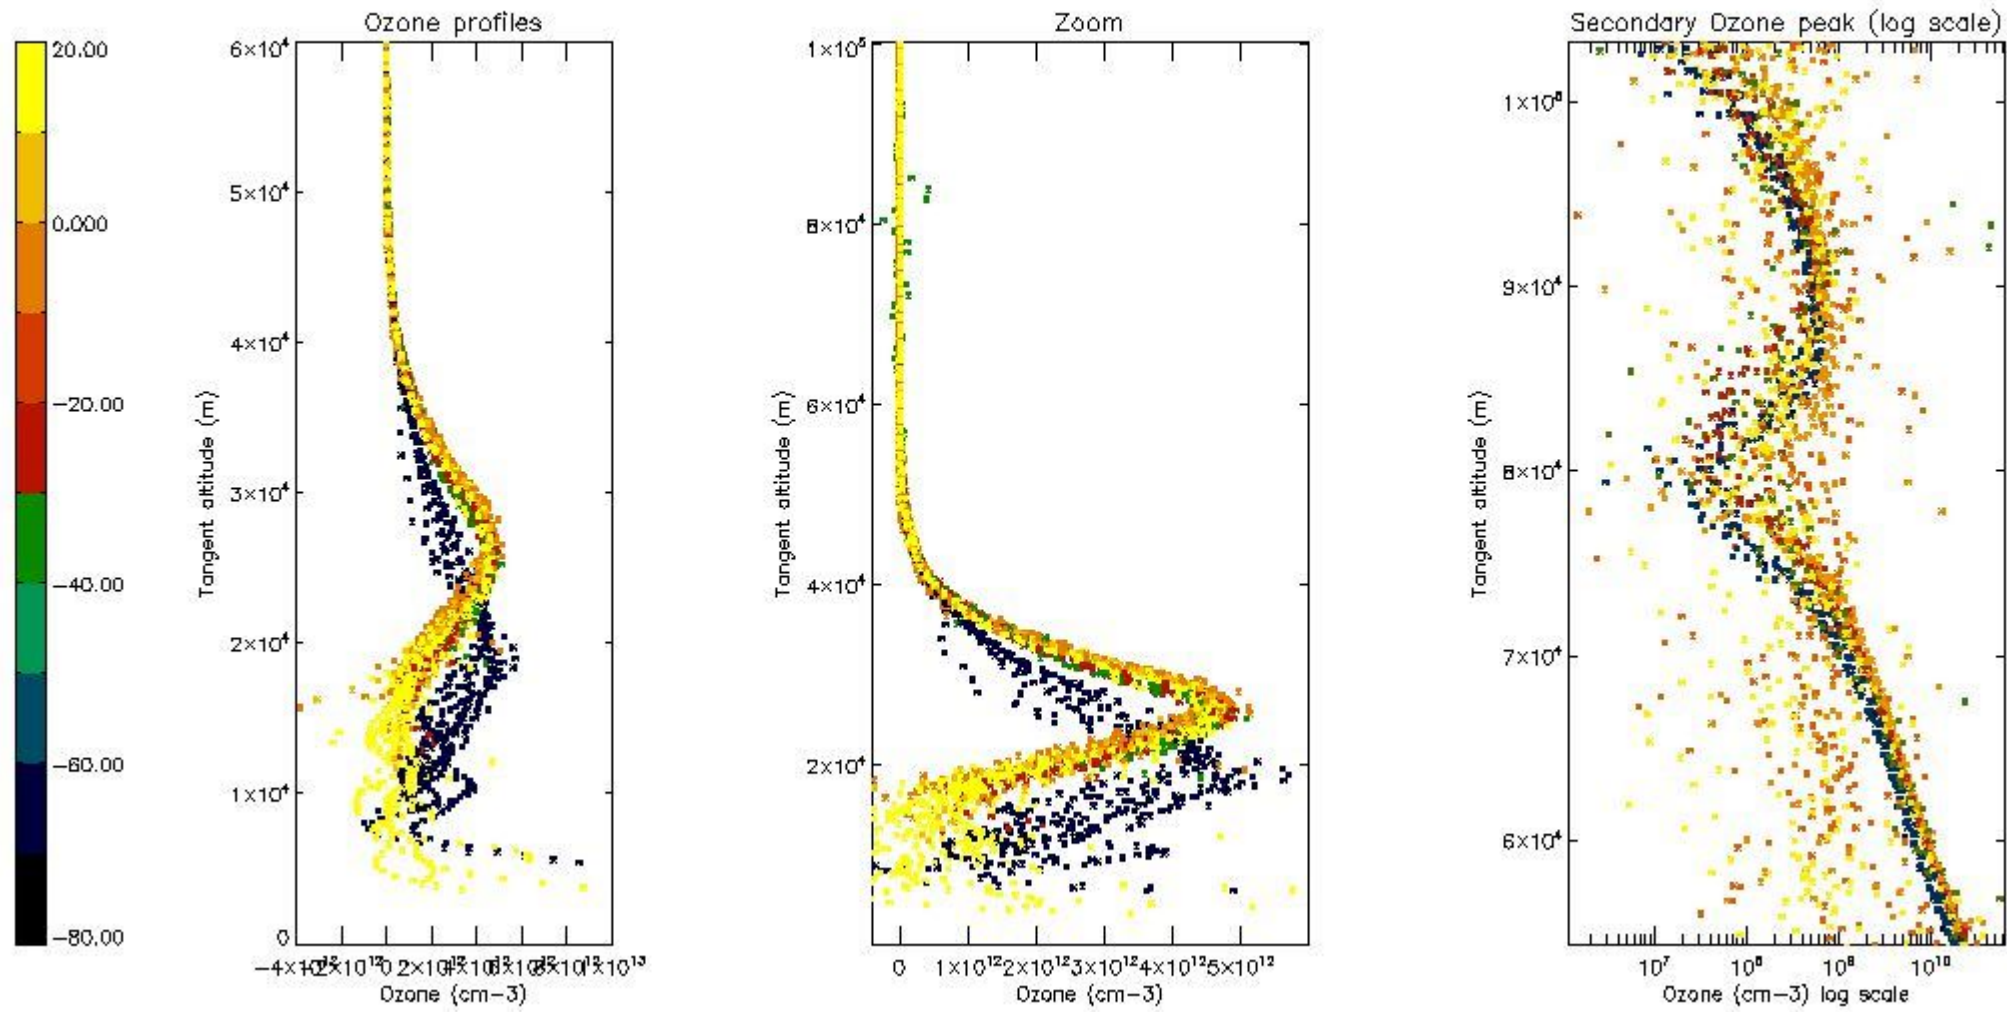 Ozone profiles
Zoom
Secondary Ozone peak (log scale)
20.00
0.000
−20.00
−40.00
−60.00
−80.00
6×10⁴
5×10⁴
4×10⁴
3×10⁴
2×10⁴
1×10⁴
0
Tangent altitude (m)
Ozone (cm−3)
1×10⁵
8×10⁴
6×10⁴
4×10⁴
2×10⁴
Tangent altitude (m)
0 1×10¹² 2×10¹² 3×10¹² 4×10¹² 5×10¹²
Ozone (cm−3)
9×10⁴
8×10⁴
7×10⁴
6×10⁴
Tangent altitude (m)
10⁷ 10⁸ 10⁹ 10¹⁰
Ozone (cm−3) log scale